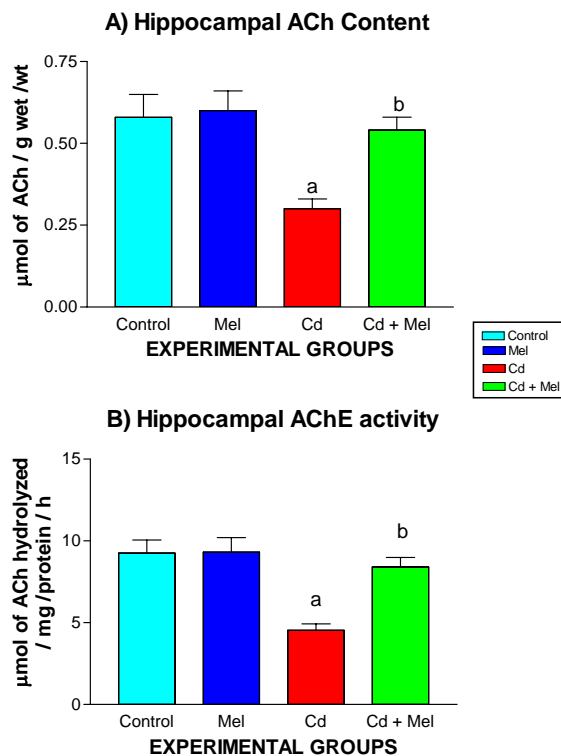 A) Hippocampal ACh Content
μmol of ACh / g wet /wt
0.75
0.50
0.25
0.00
a
b
Control Mel Cd Cd + Mel
EXPERIMENTAL GROUPS
Control
Mel
Cd
Cd + Mel
B) Hippocampal AChE activity
μmol of ACh hydrolyzed
/ mg /protein / h
15
10
5
0
a
b
Control Mel Cd Cd + Mel
EXPERIMENTAL GROUPS